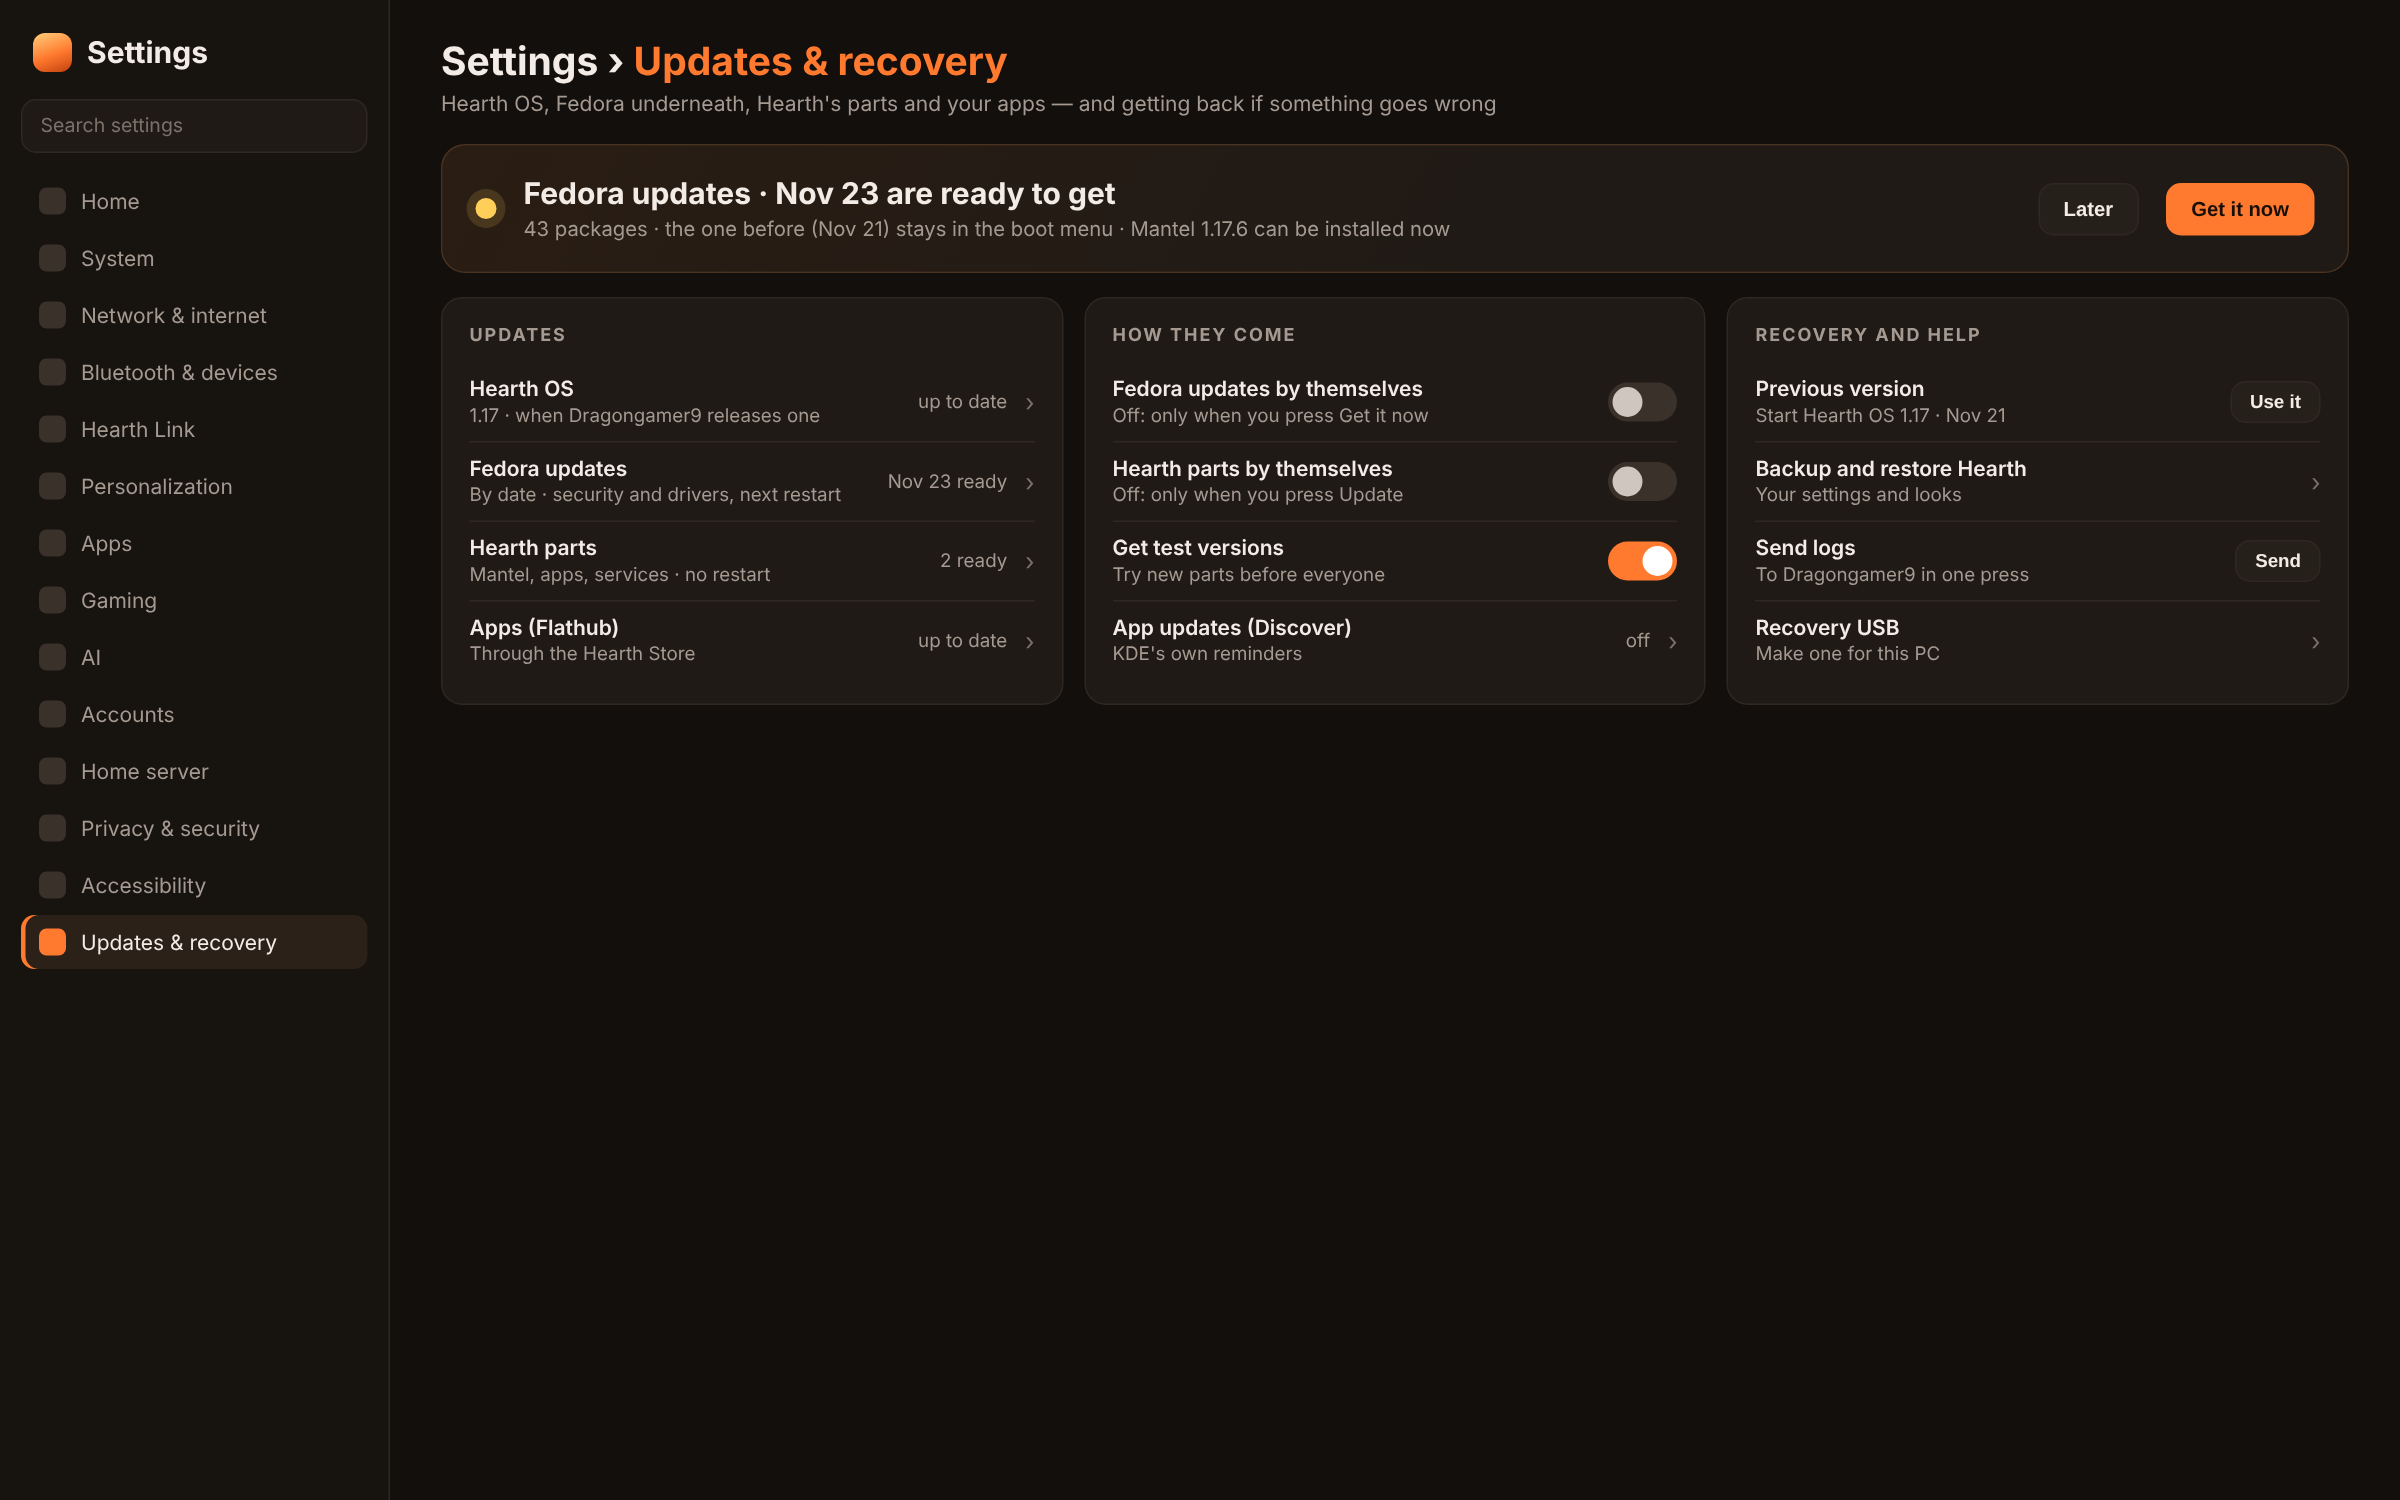 Settings
Search settings
Home
System
Network & internet
Bluetooth & devices
Hearth Link
Personalization
Apps
Gaming
AI
Accounts
Home server
Privacy & security
Accessibility
Updates & recovery
Settings › Updates & recovery
Hearth OS, Fedora underneath, Hearth's parts and your apps — and getting back if something goes wrong
Fedora updates · Nov 23 are ready to get
43 packages · the one before (Nov 21) stays in the boot menu · Mantel 1.17.6 can be installed now
Later
Get it now
UPDATES
Hearth OS
1.17 · when Dragongamer9 releases one
up to date ›
Fedora updates
By date · security and drivers, next restart
Nov 23 ready ›
Hearth parts
Mantel, apps, services · no restart
2 ready ›
Apps (Flathub)
Through the Hearth Store
up to date ›
HOW THEY COME
Fedora updates by themselves
Off: only when you press Get it now
Hearth parts by themselves
Off: only when you press Update
Get test versions
Try new parts before everyone
App updates (Discover)
KDE's own reminders
off ›
RECOVERY AND HELP
Previous version
Start Hearth OS 1.17 · Nov 21
Use it
Backup and restore Hearth
Your settings and looks
›
Send logs
To Dragongamer9 in one press
Send
Recovery USB
Make one for this PC
›